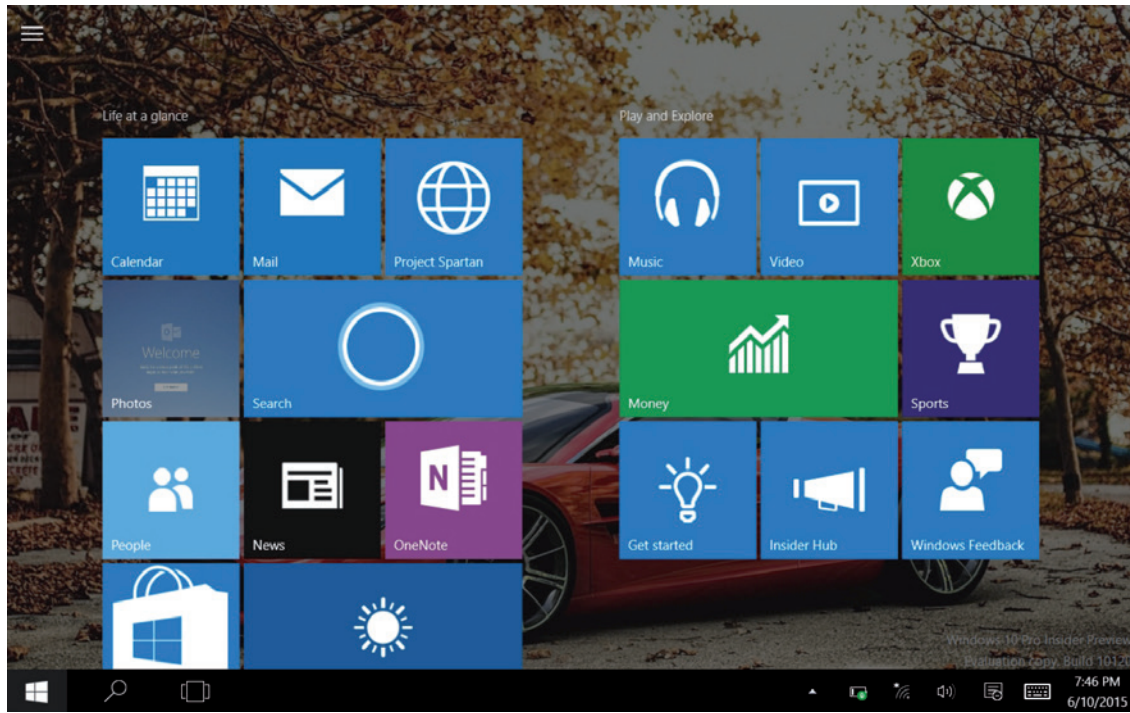 Life at a glance
Play and Explore
Calendar
Mail
Project Spartan
Music
Video
Xbox
Welcome
Photos
Search
Money
Sports
People
News
N
OneNote
Get started
Insider Hub
Windows Feedback
Windows 10 Pro Insider Preview
Evaluation copy. Build 10120
7:46 PM
6/10/2015